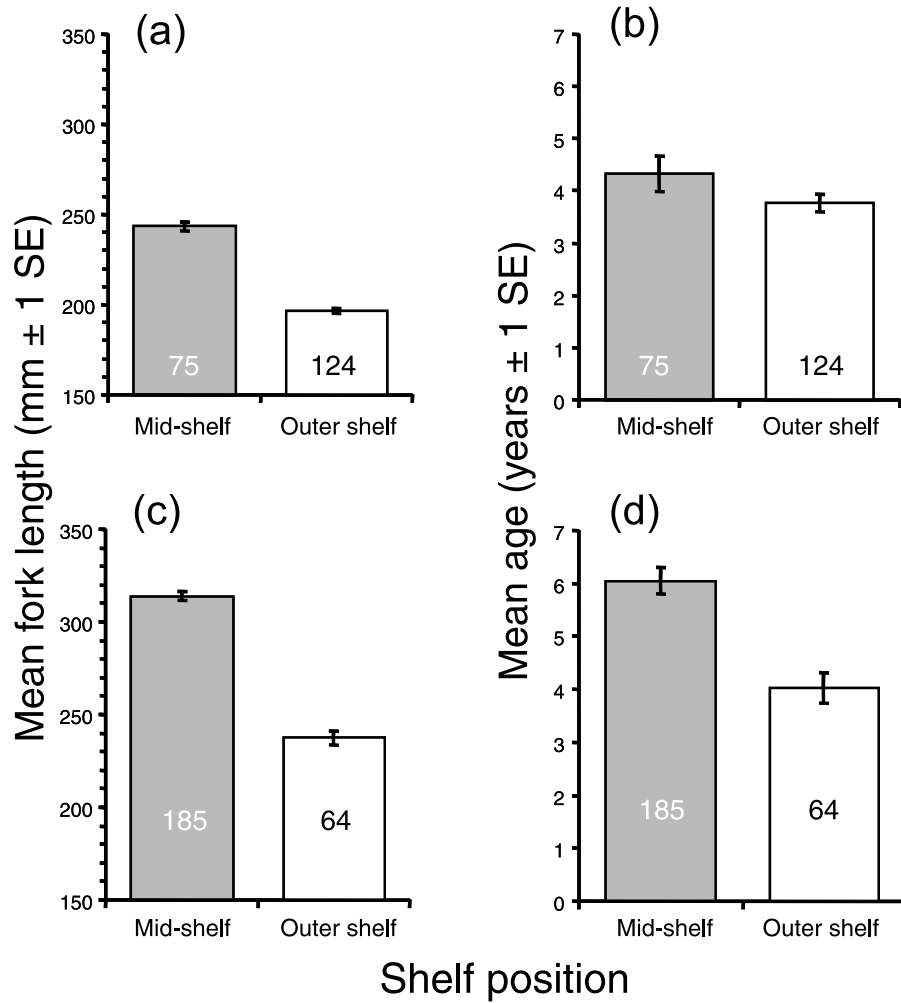 Mean fork length (mm ± 1 SE)
(a)
350
300
250
200
150
75
124
Mid-shelf
Outer shelf
Mean age (years ± 1 SE)
(b)
7
6
5
4
3
2
1
0
75
124
Mid-shelf
Outer shelf
(c)
350
300
250
200
150
185
64
Mid-shelf
Outer shelf
(d)
7
6
5
4
3
2
1
0
185
64
Mid-shelf
Outer shelf
Shelf position